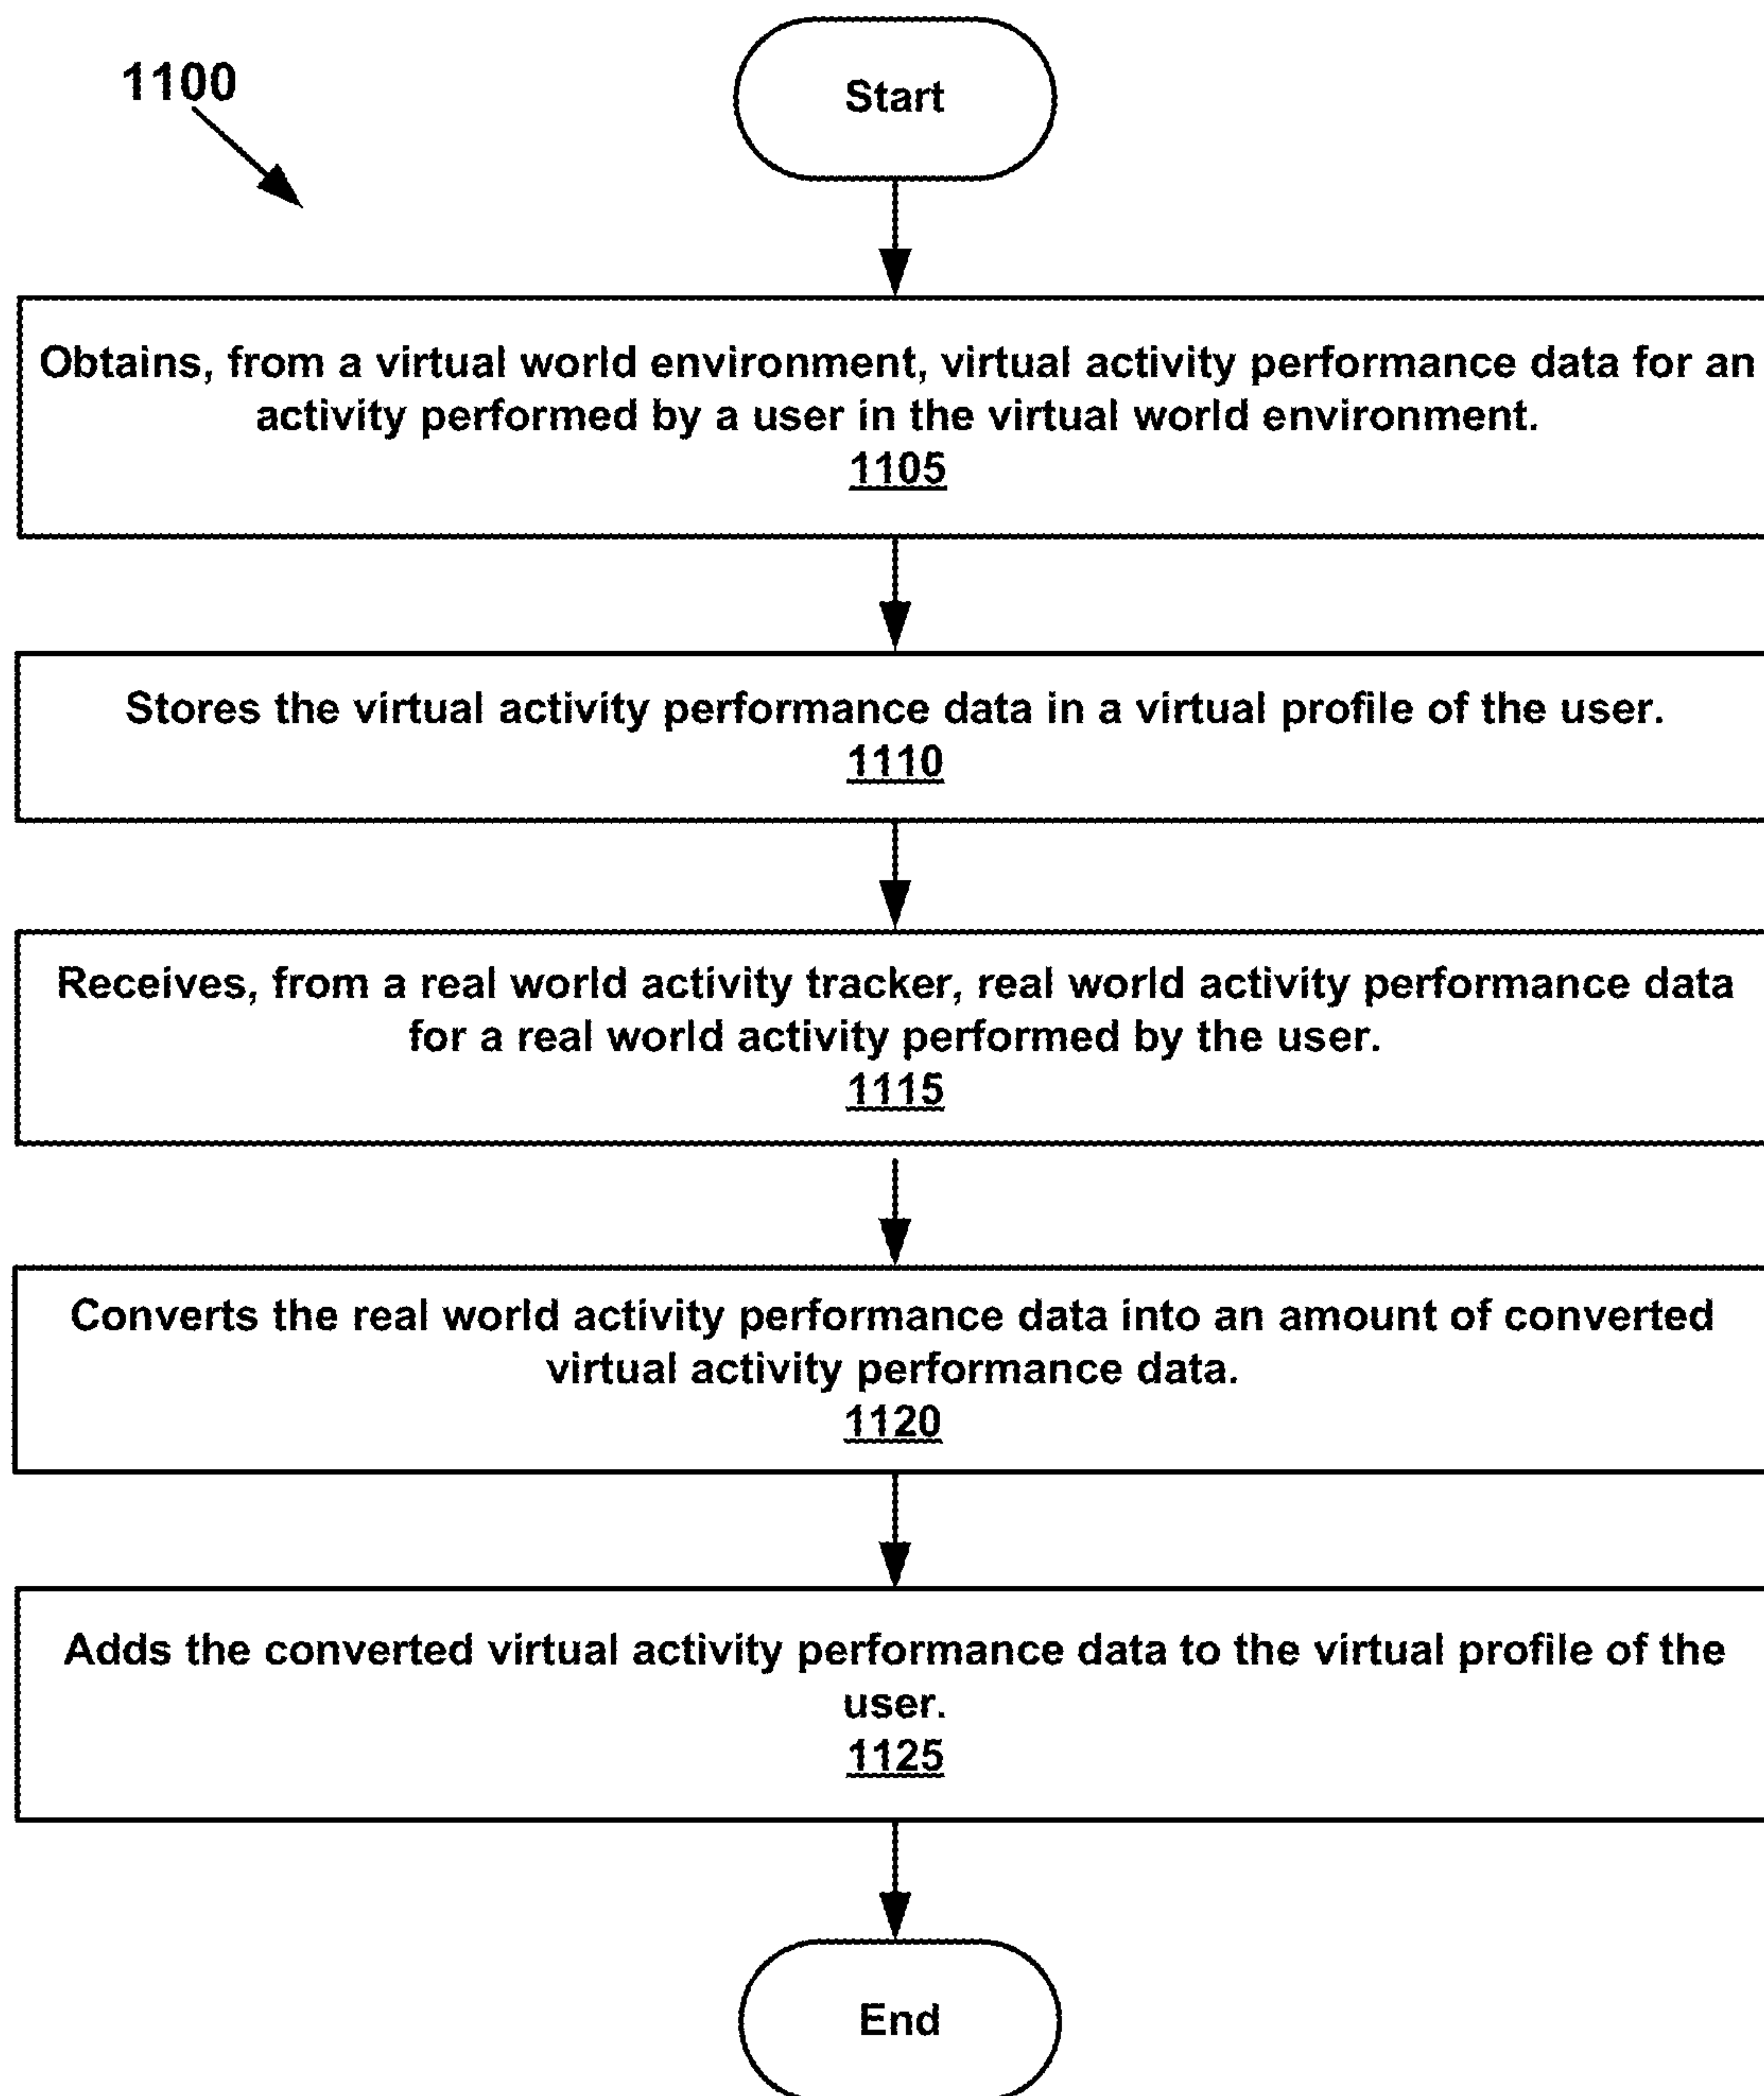 1100
Start
Obtains, from a virtual world environment, virtual activity performance data for an
activity performed by a user in the virtual world environment.
1105
Stores the virtual activity performance data in a virtual profile of the user.
1110
Receives, from a real world activity tracker, real world activity performance data
for a real world activity performed by the user.
1115
Converts the real world activity performance data into an amount of converted
virtual activity performance data.
1120
Adds the converted virtual activity performance data to the virtual profile of the
user.
1125
End